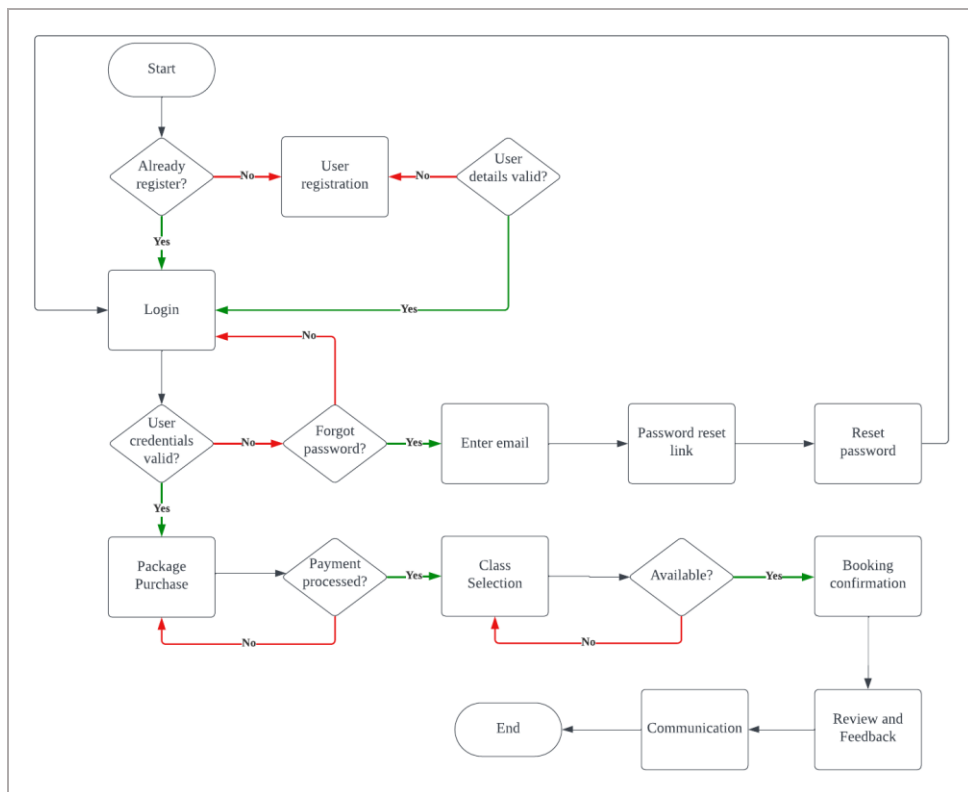 Start
Already
register?
No
User
registration
No
User
details valid?
Yes
Login
Yes
No
User
credentials
valid?
No
Forgot
password?
Yes
Enter email
Password reset
link
Reset
password
Yes
Package
Purchase
Payment
processed?
Yes
Class
Selection
Available?
Yes
Booking
confirmation
No
No
End
Communication
Review and
Feedback